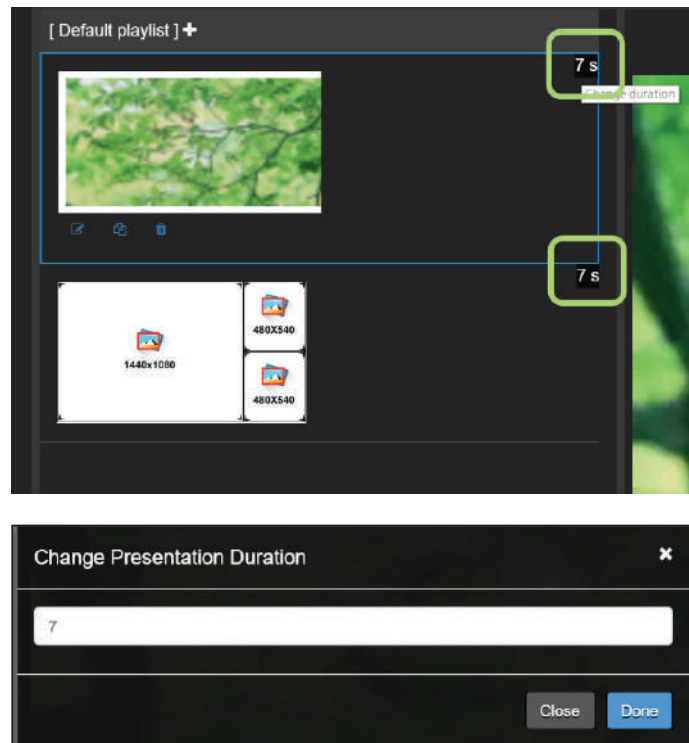 [ Default playlist ] +
7 s
Change duration
7 s
480X540
1440x1080
480X540
Change Presentation Duration
7
Close
Done